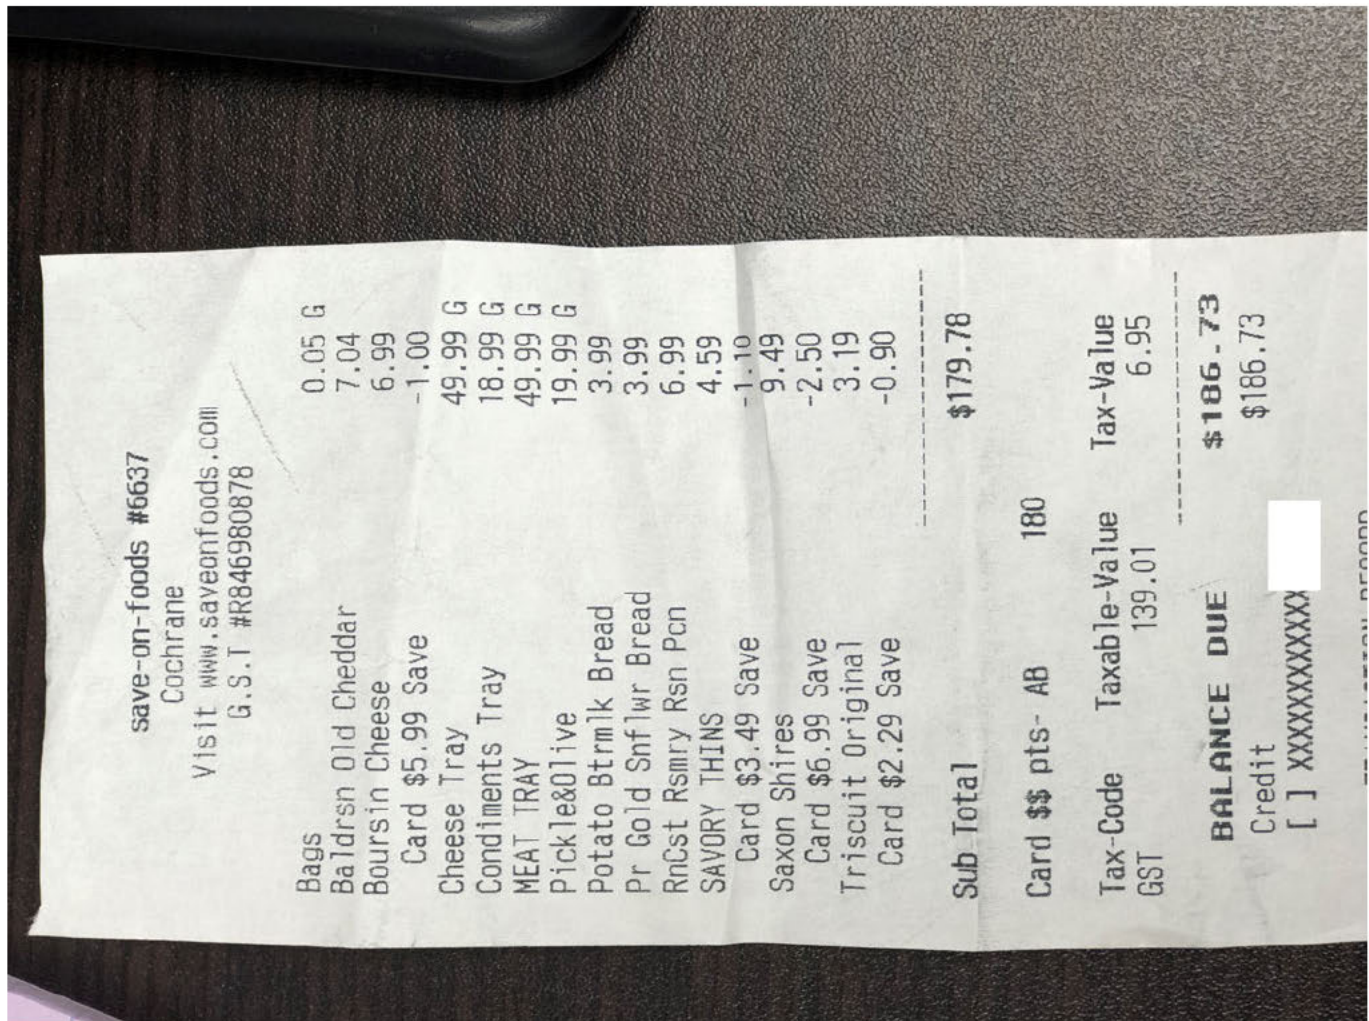 save-on-foods #6637
Cochrane
Visit www.saveonfoods.com
G.S.T #R846980878
Bags 0.05 G
Baldrsn Old Cheddar 7.04
Boursin Cheese 6.99
Card $5.99 Save -1.00
Cheese Tray 49.99 G
Condiments Tray 18.99 G
MEAT TRAY 49.99 G
Pickle&Olive 19.99 G
Potato Btrmlk Bread 3.99
Pr Gold Snflwr Bread 3.99
RnCst Rsmry Rsn Pcn 6.99
SAVORY THINS 4.59
Card $3.49 Save -1.10
Saxon Shires 9.49
Card $6.99 Save -2.50
Triscuit Original 3.19
Card $2.29 Save -0.90
Sub Total $179.78
Card $$ pts- AB 180
Tax-Code Taxable-Value Tax-Value
GST 139.01 6.95
BALANCE DUE $186.73
Credit $186.73
[ ] XXXXXXXXXXXX